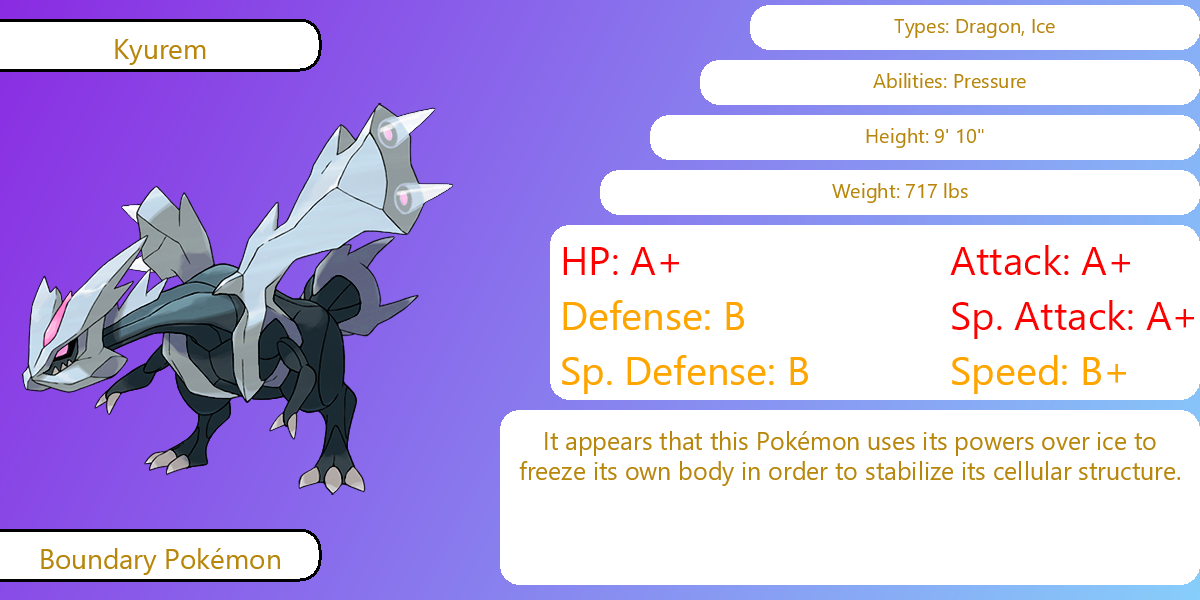 Kyurem
Types: Dragon, Ice
Abilities: Pressure
Height: 9' 10"
Weight: 717 lbs
HP: A+
Attack: A+
Defense: B
Sp. Attack: A+
Sp. Defense: B
Speed: B+
It appears that this Pokémon uses its powers over ice to
freeze its own body in order to stabilize its cellular structure.
Boundary Pokémon